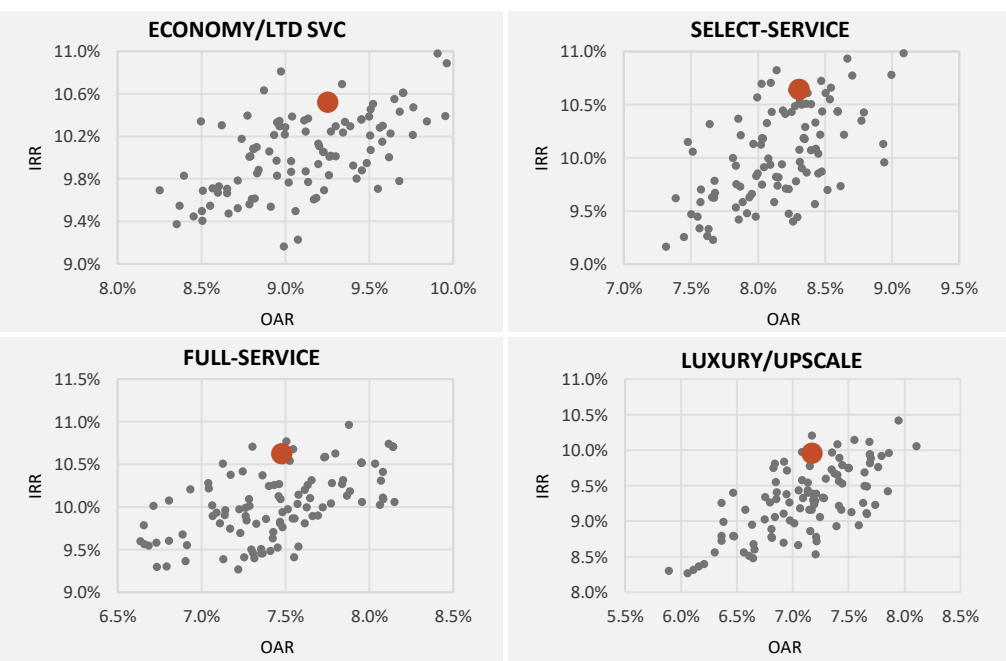 ECONOMY/LTD SVC
11.0%
10.6%
10.2%
9.8%
9.4%
9.0%
IRR
8.0% 8.5% 9.0% 9.5% 10.0%
OAR
SELECT-SERVICE
11.0%
10.5%
10.0%
9.5%
9.0%
IRR
7.0% 7.5% 8.0% 8.5% 9.0% 9.5%
OAR
FULL-SERVICE
11.5%
11.0%
10.5%
10.0%
9.5%
9.0%
IRR
6.5% 7.0% 7.5% 8.0% 8.5%
OAR
LUXURY/UPSCALE
11.0%
10.5%
10.0%
9.5%
9.0%
8.5%
8.0%
IRR
5.5% 6.0% 6.5% 7.0% 7.5% 8.0% 8.5%
OAR